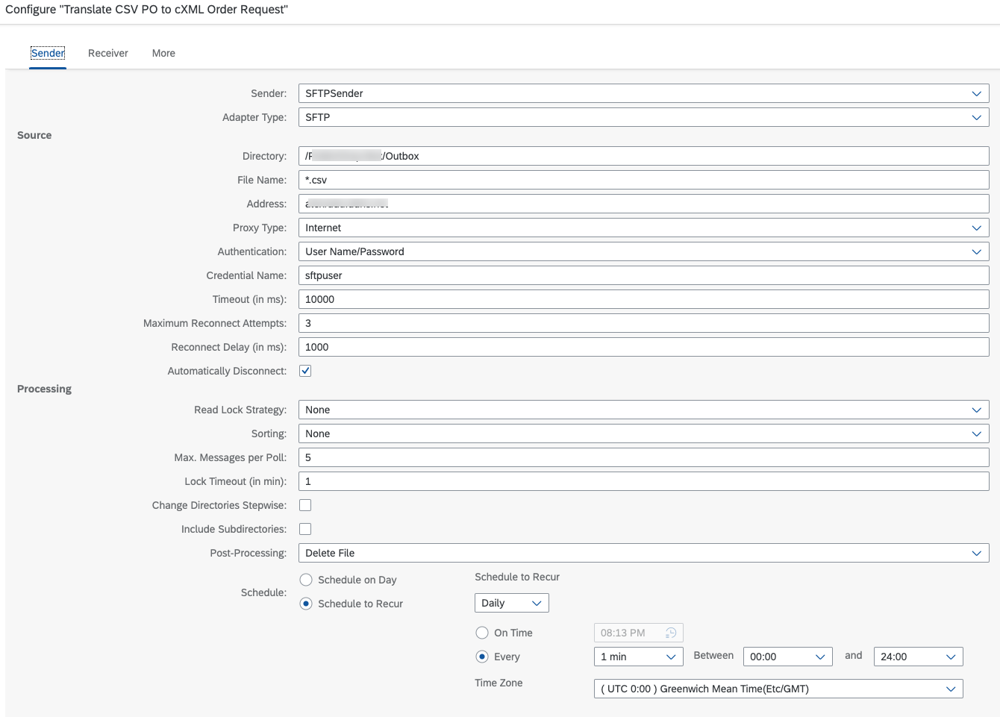 Configure "Translate CSV PO to cXML Order Request"
Sender Receiver More
Sender: SFTPSender
Adapter Type: SFTP
Source
Directory: /Outbox
File Name: *.csv
Address:
Proxy Type: Internet
Authentication: User Name/Password
Credential Name: sftpuser
Timeout (in ms): 10000
Maximum Reconnect Attempts: 3
Reconnect Delay (in ms): 1000
Automatically Disconnect:
Processing
Read Lock Strategy: None
Sorting: None
Max. Messages per Poll: 5
Lock Timeout (in min): 1
Change Directories Stepwise:
Include Subdirectories:
Post-Processing: Delete File
Schedule: Schedule on Day Schedule to Recur
Schedule to Recur Daily
On Time 08:13 PM
Every 1 min Between 00:00 and 24:00
Time Zone ( UTC 0:00 ) Greenwich Mean Time(Etc/GMT)